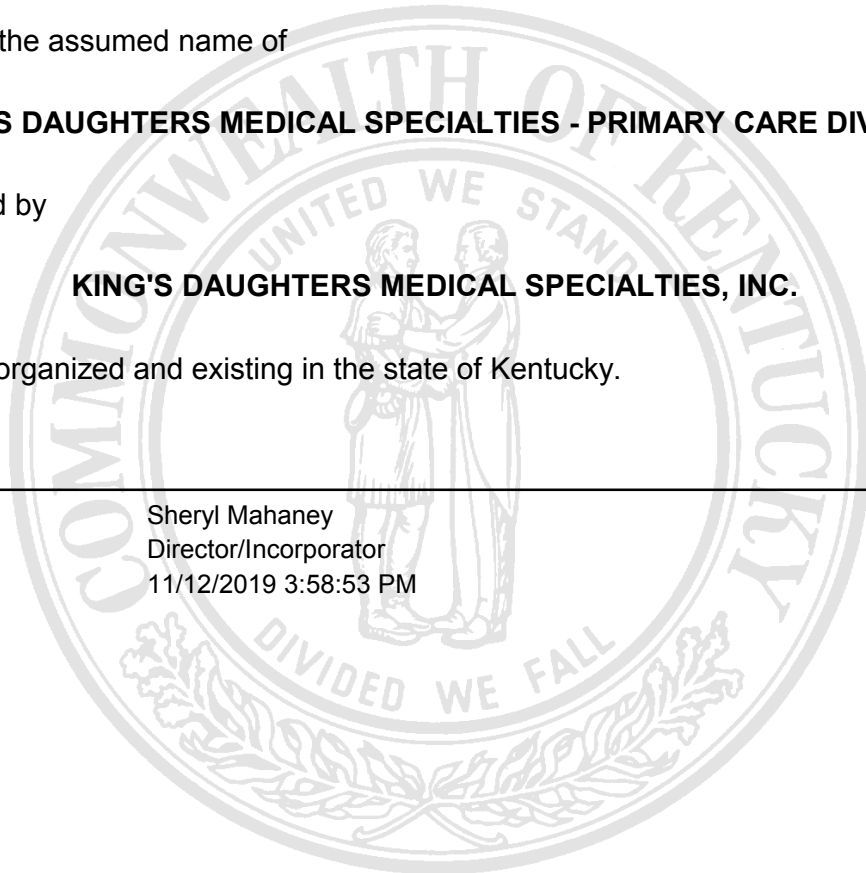 the assumed name of
S DAUGHTERS MEDICAL SPECIALTIES - PRIMARY CARE DIV
d by
KING'S DAUGHTERS MEDICAL SPECIALTIES, INC.
organized and existing in the state of Kentucky.
Sheryl Mahaney
Director/Incorporator
11/12/2019 3:58:53 PM
COMMONWEALTH OF KENTUCKY
UNITED WE STAND
DIVIDED WE FALL